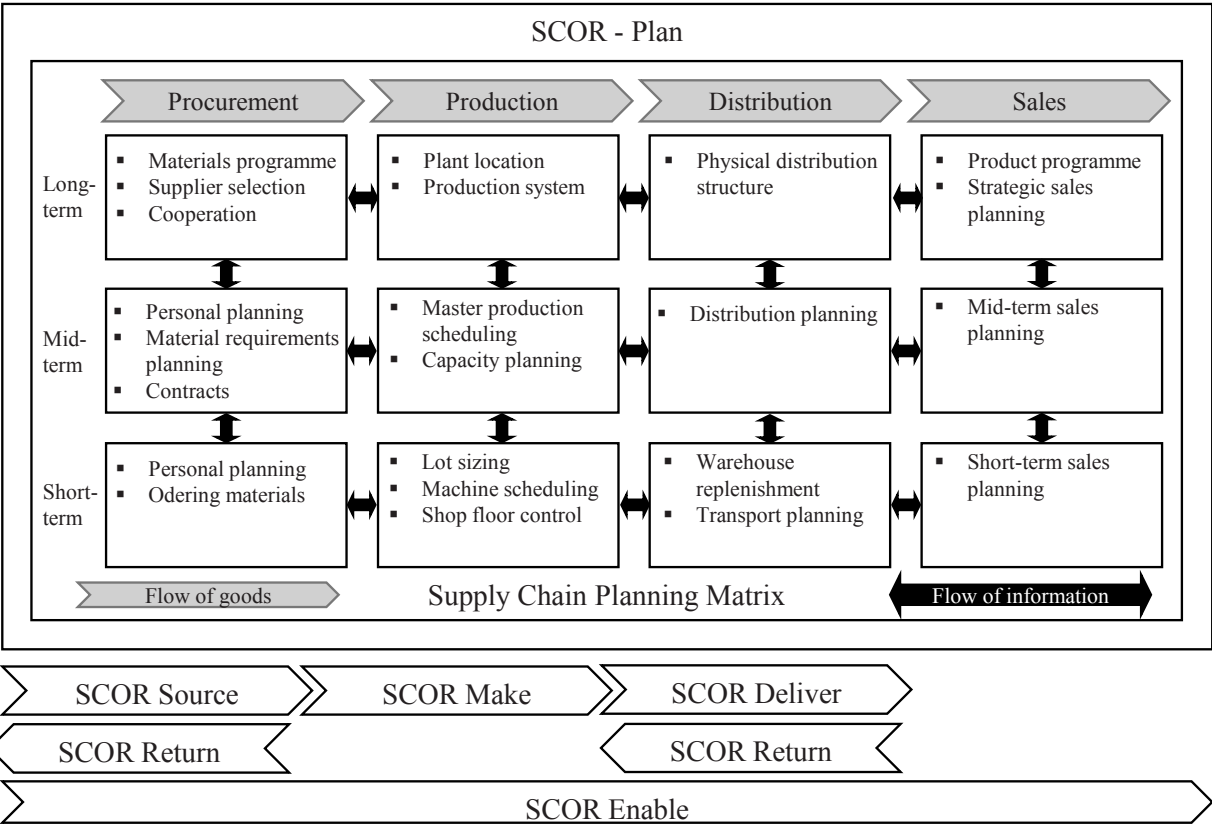 SCOR - Plan
Procurement
Production
Distribution
Sales
Long-
term
▪ Materials programme
▪ Supplier selection
▪ Cooperation
▪ Plant location
▪ Production system
▪ Physical distribution
structure
▪ Product programme
▪ Strategic sales
planning
Mid-
term
▪ Personal planning
▪ Material requirements
planning
▪ Contracts
▪ Master production
scheduling
▪ Capacity planning
▪ Distribution planning
▪ Mid-term sales
planning
Short-
term
▪ Personal planning
▪ Odering materials
▪ Lot sizing
▪ Machine scheduling
▪ Shop floor control
▪ Warehouse
replenishment
▪ Transport planning
▪ Short-term sales
planning
Flow of goods
Supply Chain Planning Matrix
Flow of information
SCOR Source
SCOR Make
SCOR Deliver
SCOR Return
SCOR Return
SCOR Enable